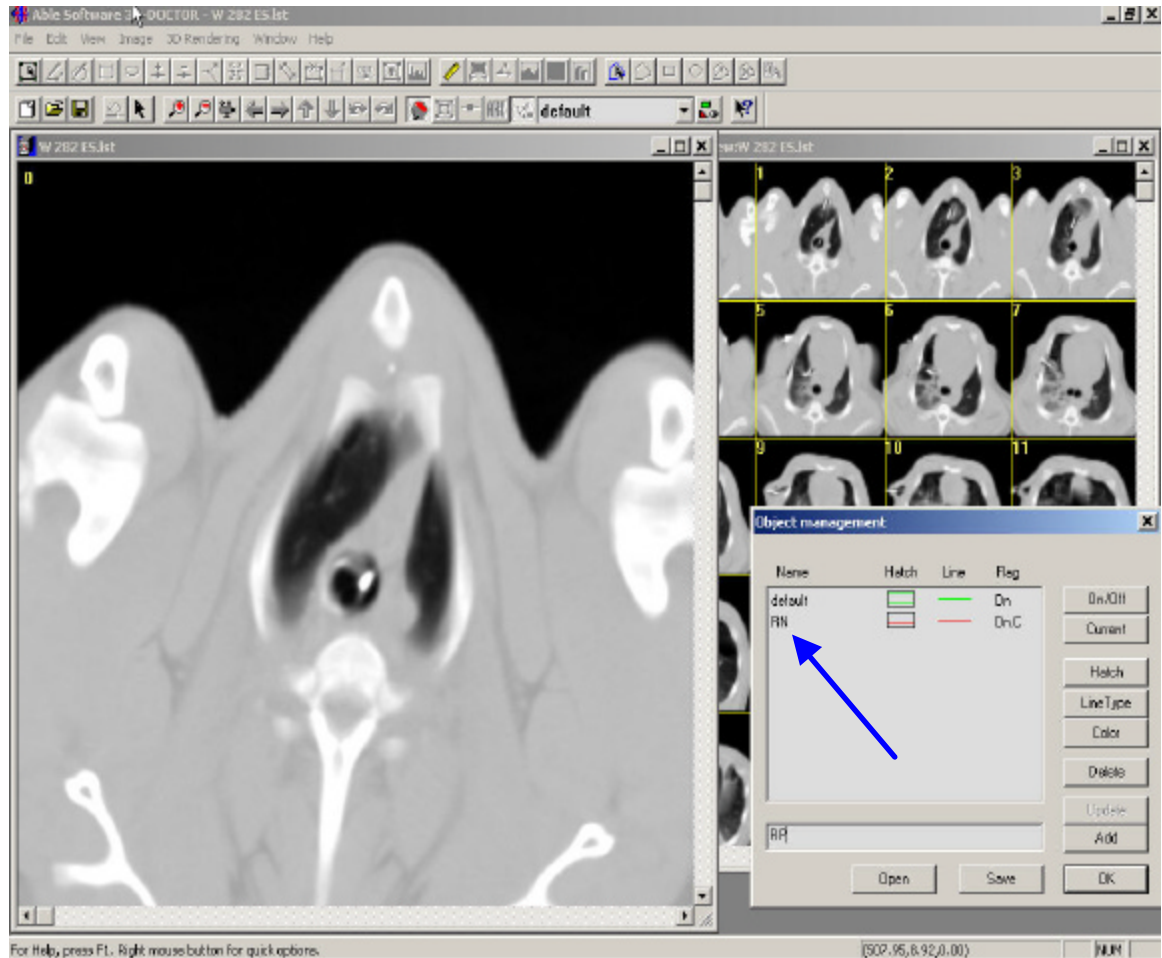 Able Software 3D-DOCTOR - W 282 ES.lst
File Edit View Image 3D Rendering Window Help
default
W 282 ES.lst
View:W 282 ES.lst
0
1 2 3
5 6 7
9 10 11
Object management
Name Hatch Line Flag
default On
RN On,C
On/Off
Current
Hatch
LineType
Color
Delete
Update
RP
Add
Open Save OK
For Help, press F1. Right mouse button for quick options.
(507.95,8.92,0.00) NUM